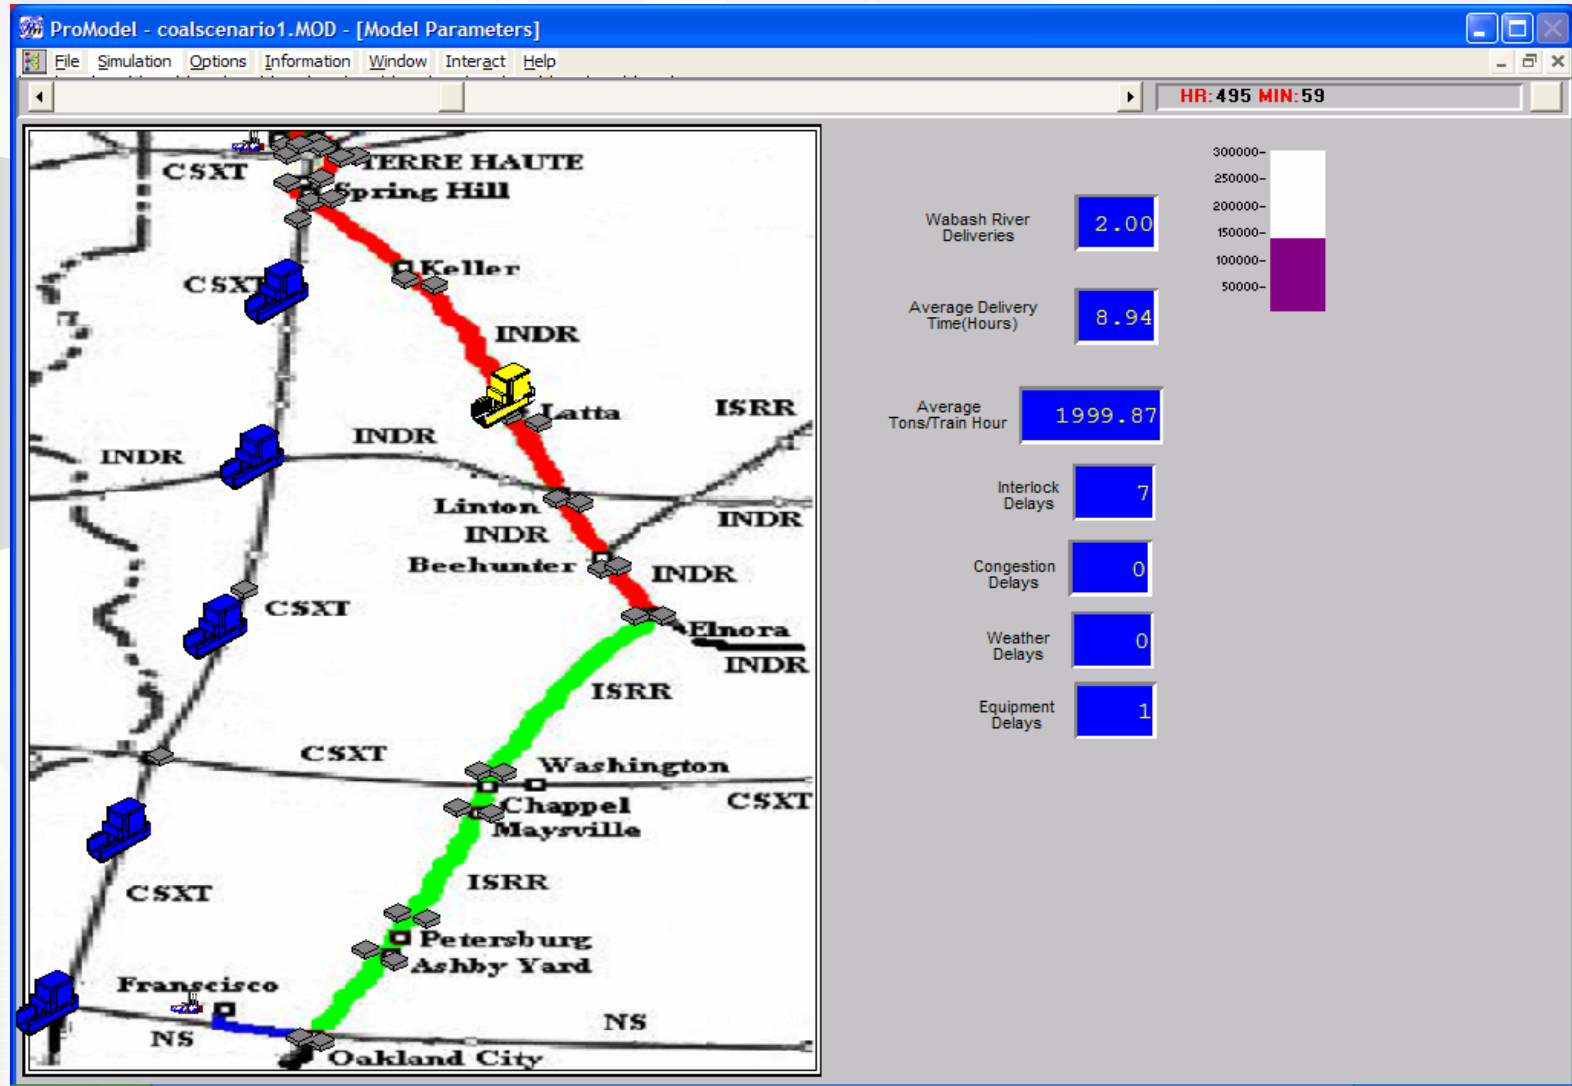 ProModel - coalscenario1.MOD - [Model Parameters]
File Simulation Options Information Window Interact Help
HR:495 MIN:59
TERRE HAUTE
CSXT
Spring Hill
CSXT
Keller
INDR
Latta
ISRR
INDR
INDR
Linton
INDR
INDR
Beehunter
INDR
CSXT
Elnora
INDR
ISRR
CSXT
Washington
Chappel
CSXT
Maysville
ISRR
CSXT
Petersburg
Ashby Yard
Franscisco
NS
NS
Oakland City
Wabash River
Deliveries
2.00
Average Delivery
Time(Hours)
8.94
Average
Tons/Train Hour
1999.87
Interlock
Delays
7
Congestion
Delays
0
Weather
Delays
0
Equipment
Delays
1
300000-
250000-
200000-
150000-
100000-
50000-